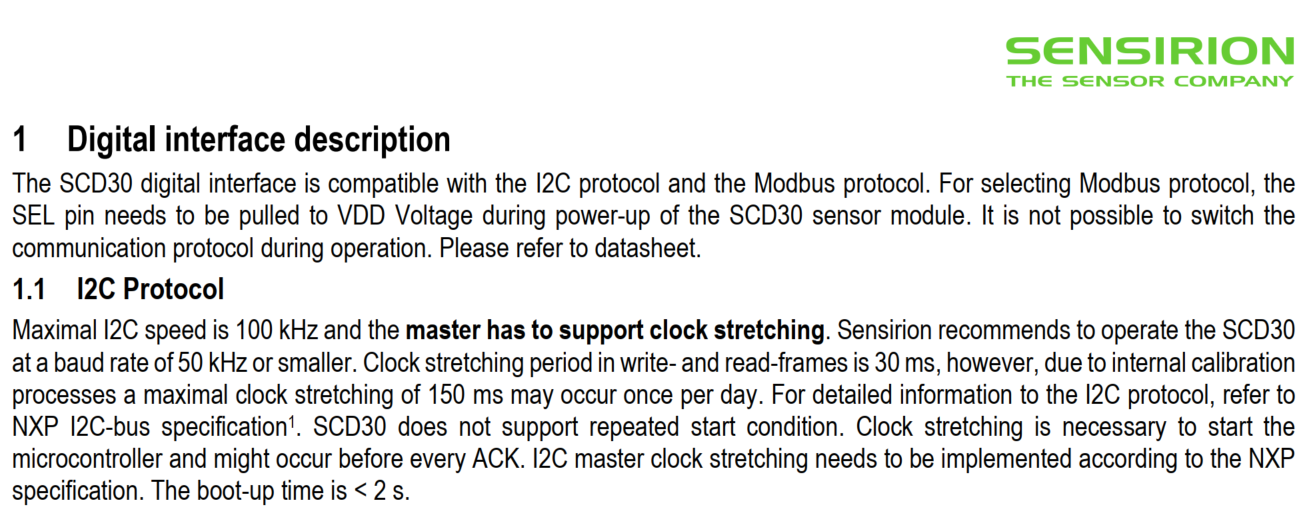 SENSIRION
THE SENSOR COMPANY
1 Digital interface description
The SCD30 digital interface is compatible with the I2C protocol and the Modbus protocol. For selecting Modbus protocol, the
SEL pin needs to be pulled to VDD Voltage during power-up of the SCD30 sensor module. It is not possible to switch the
communication protocol during operation. Please refer to datasheet.
1.1 I2C Protocol
Maximal I2C speed is 100 kHz and the master has to support clock stretching. Sensirion recommends to operate the SCD30
at a baud rate of 50 kHz or smaller. Clock stretching period in write- and read-frames is 30 ms, however, due to internal calibration
processes a maximal clock stretching of 150 ms may occur once per day. For detailed information to the I2C protocol, refer to
NXP I2C-bus specification¹. SCD30 does not support repeated start condition. Clock stretching is necessary to start the
microcontroller and might occur before every ACK. I2C master clock stretching needs to be implemented according to the NXP
specification. The boot-up time is < 2 s.